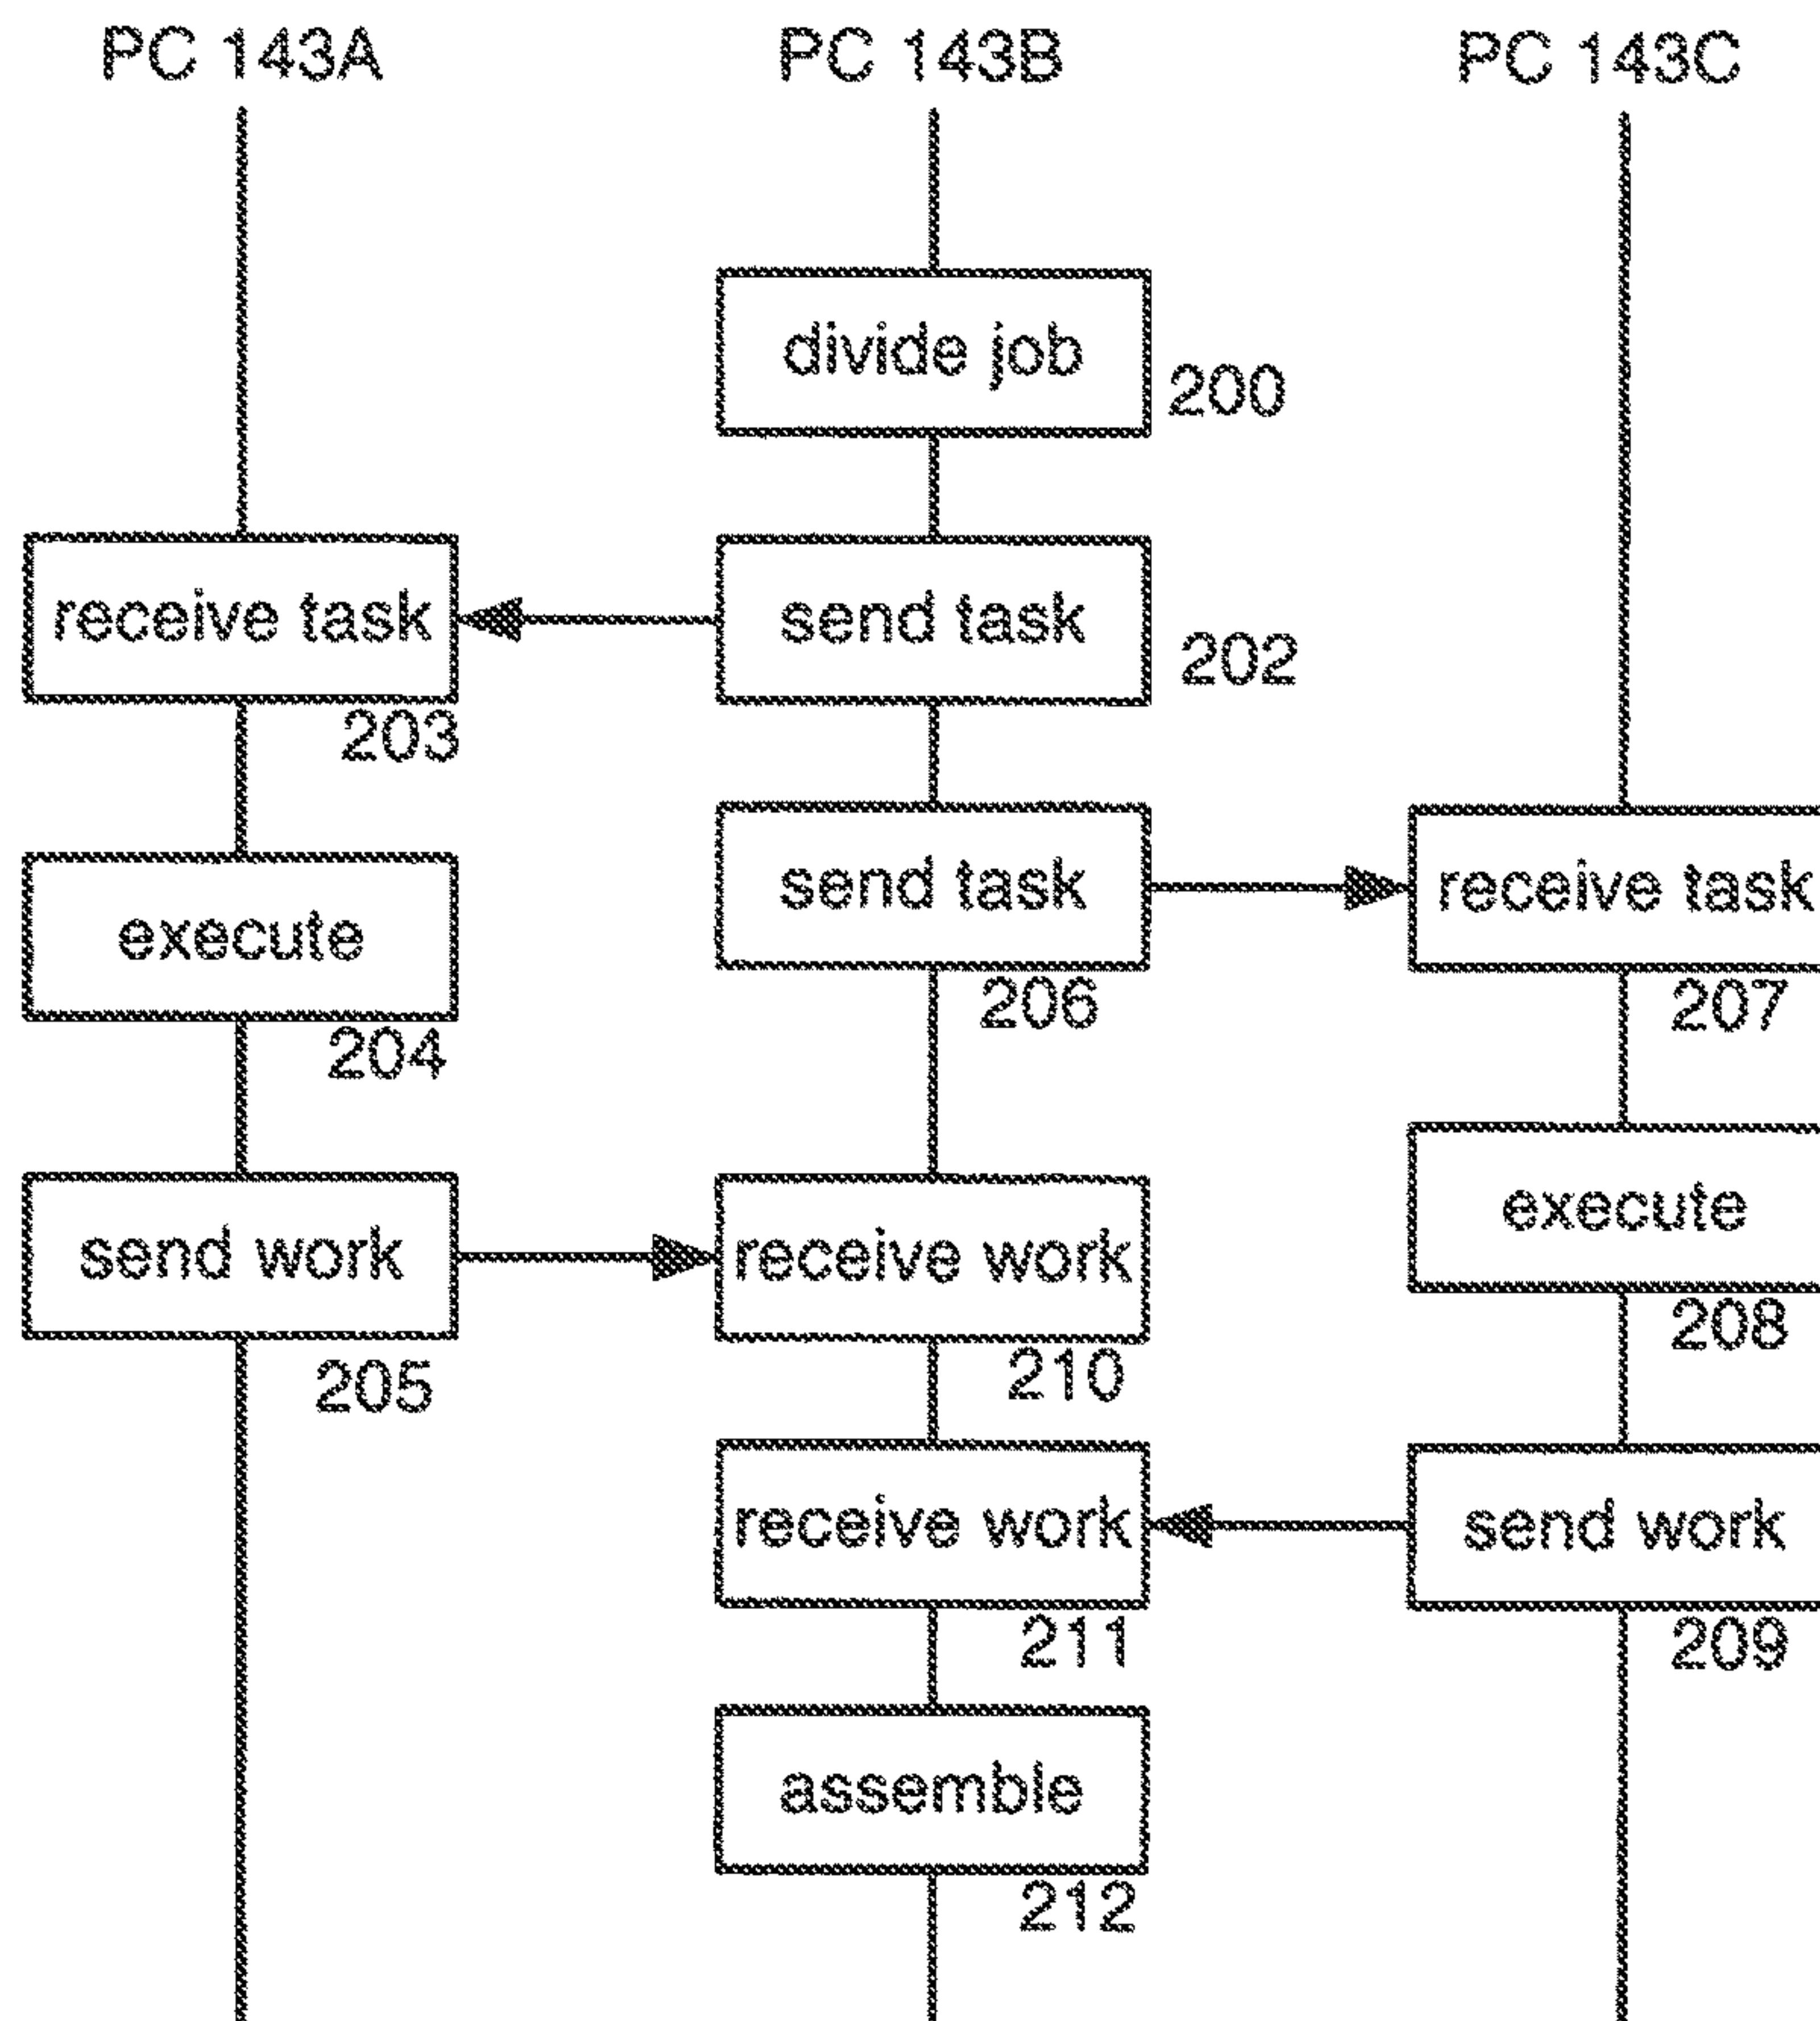 PC 143A
PC 143B
PC 143C
divide job
200
receive task
send task
202
203
send task
receive task
execute
206
207
204
execute
send work
receive work
208
205
210
receive work
send work
211
209
assemble
212